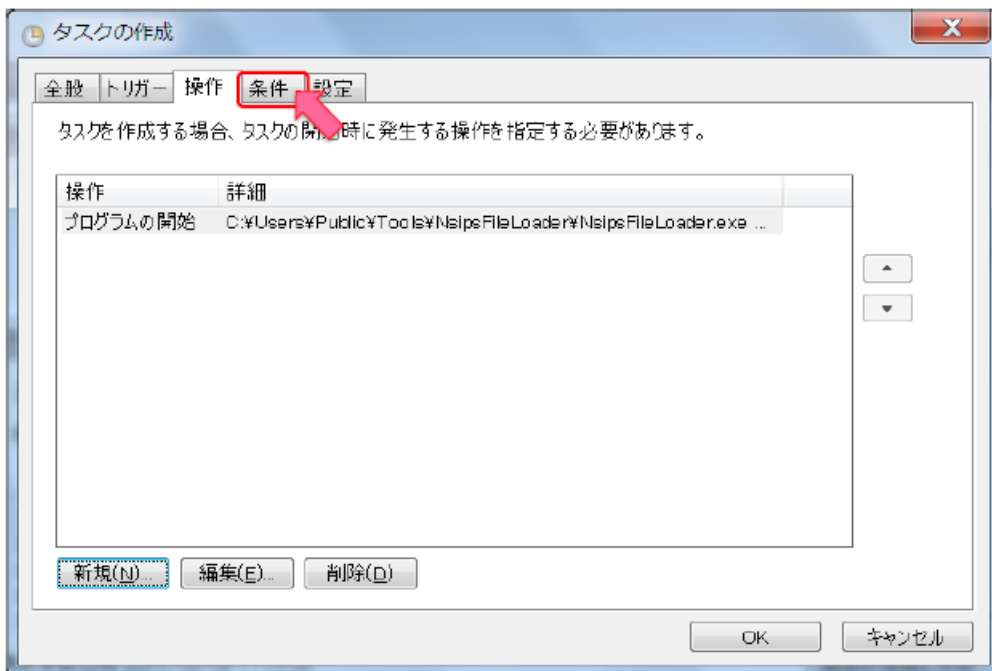 タスクの作成
全般 トリガー 操作 条件 設定
タスクを作成する場合、タスクの開始時に発生する操作を指定する必要があります。
操作 詳細
プログラムの開始 C:¥Users¥Public¥Tools¥NsipsFileLoader¥NsipsFileLoader.exe ...
新規(N)... 編集(E)... 削除(D)
OK キャンセル